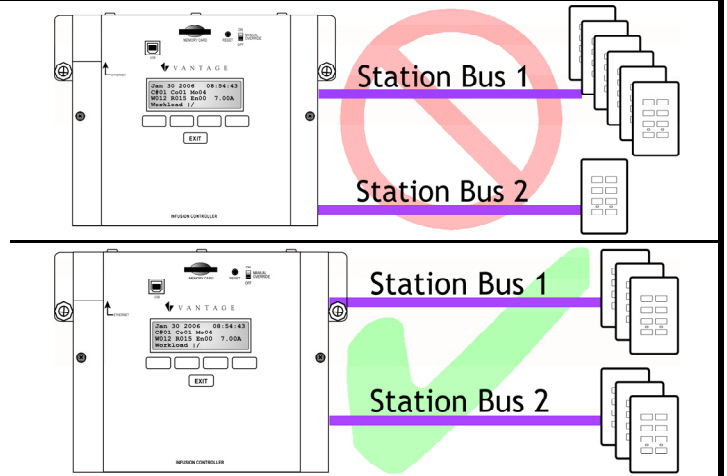 ON
MANUAL
OVERRIDE
OFF
MEMORY CARD
RESET
USB
VANTAGE
ETHERNET
Jan 30 2006 08:54:43
C#01 Co01 Mo04
W012 R015 En00 7.00A
Workload |/
EXIT
INFUSION CONTROLLER
Station Bus 1
Station Bus 2
ON
MANUAL
OVERRIDE
OFF
MEMORY CARD
RESET
USB
VANTAGE
ETHERNET
Jan 30 2006 08:54:43
C#01 Co01 Mo04
W012 R015 En00 7.00A
Workload |/
EXIT
INFUSION CONTROLLER
Station Bus 1
Station Bus 2